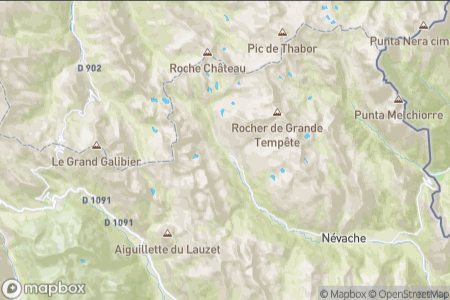 Pic de Thabor
Punta Nera cim
Roche Château
D 902
Rocher de Grande
Tempête
Punta Melchiorre
Le Grand Galibier
D 1091
D 1091
Névache
Aiguillette du Lauzet
mapbox
© Mapbox © OpenStreetMap